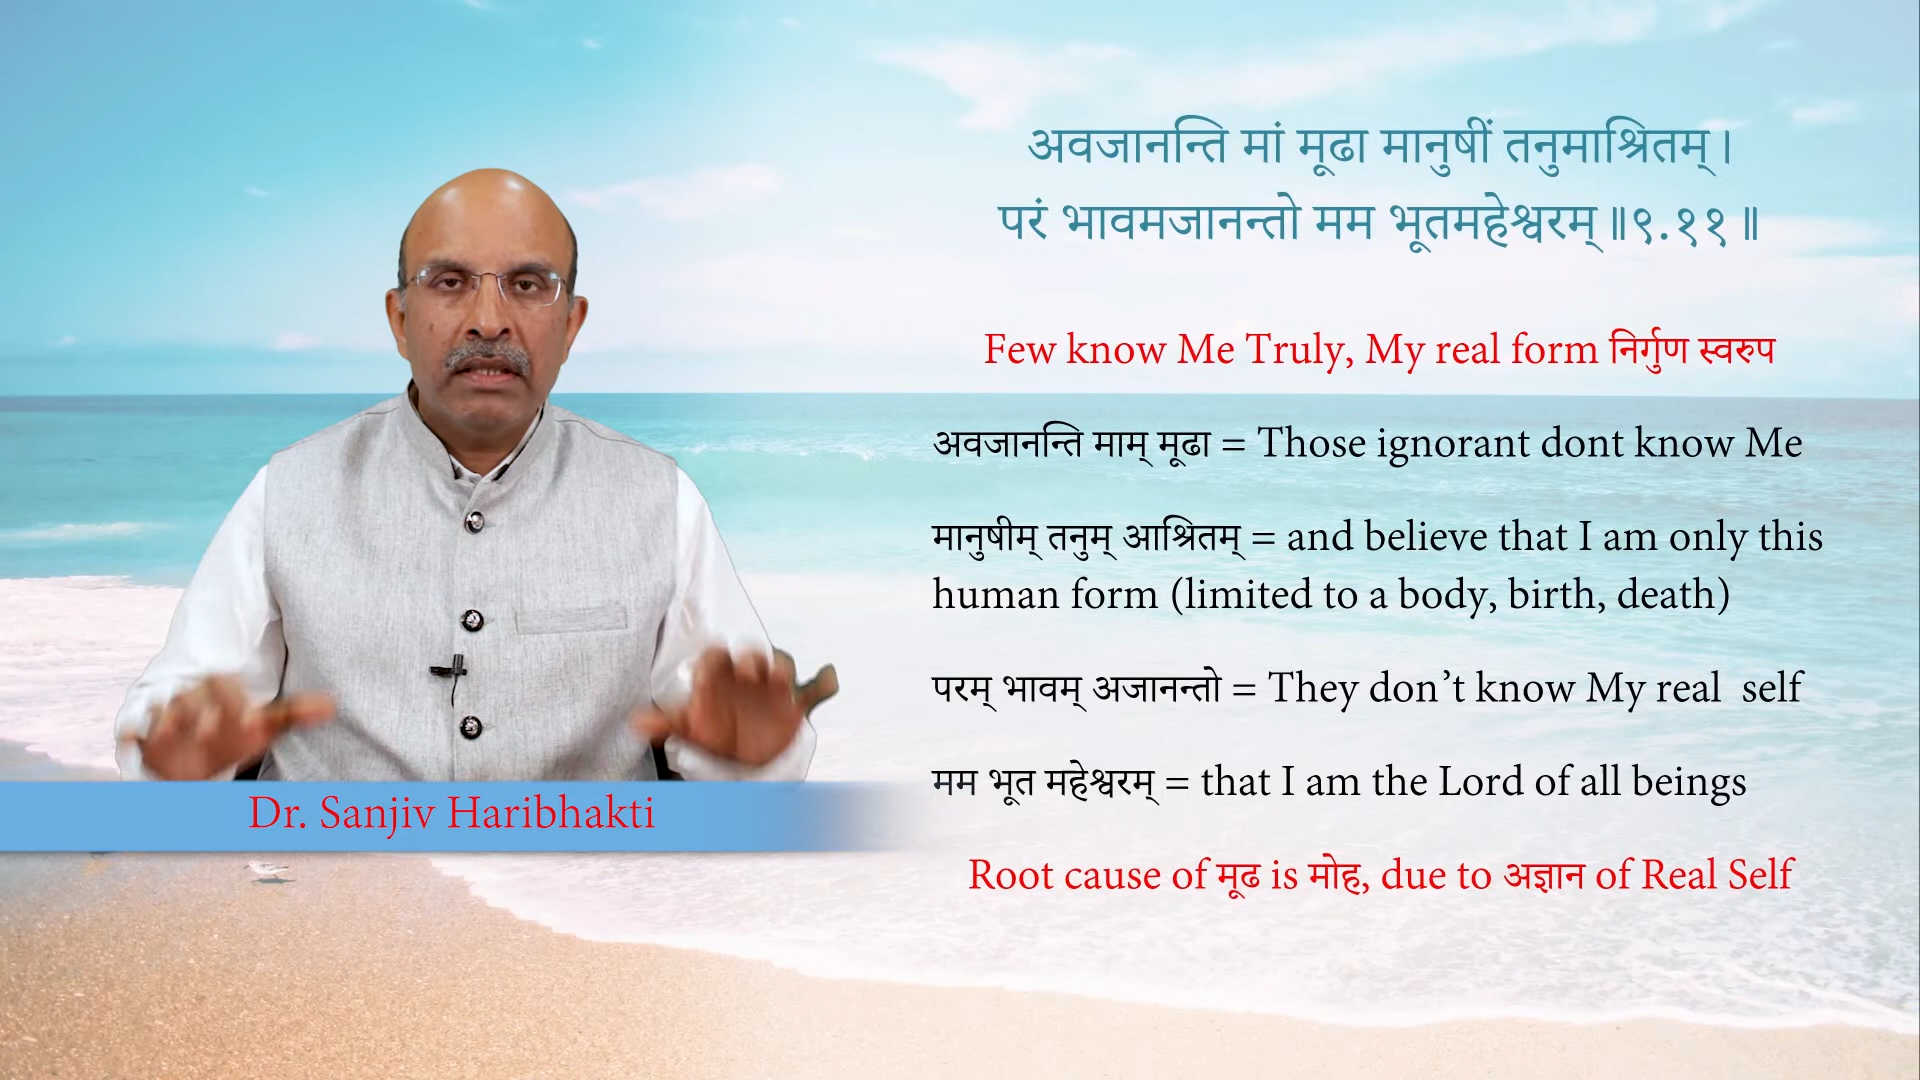 अवजानन्ति मां मूढा मानुषीं तनुमाश्रितम्।
परं भावमजानन्तो मम भूतमहेश्वरम्॥९.११॥
Few know Me Truly, My real form निर्गुण स्वरुप
अवजानन्ति माम् मूढा = Those ignorant dont know Me
मानुषीम् तनुम् आश्रितम् = and believe that I am only this
human form (limited to a body, birth, death)
परम् भावम् अजानन्तो = They don’t know My real self
मम भूत महेश्वरम् = that I am the Lord of all beings
Root cause of मूढ is मोह, due to अज्ञान of Real Self
Dr. Sanjiv Haribhakti